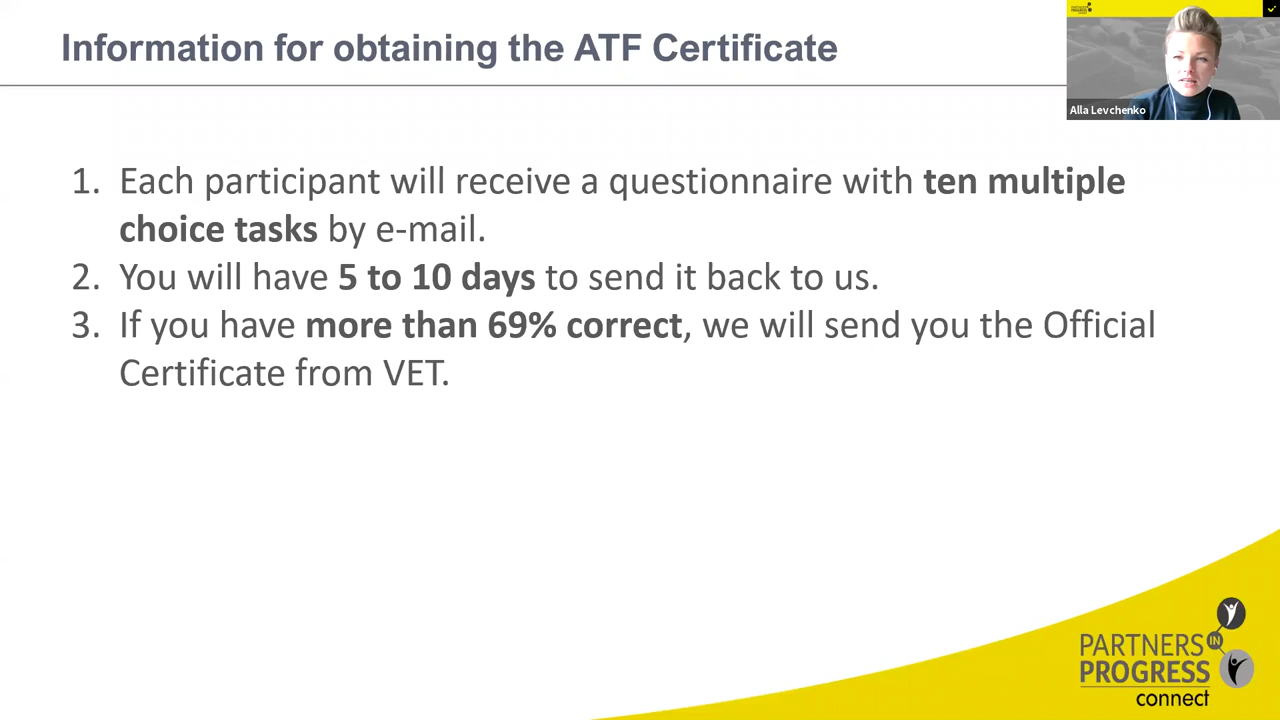 Information for obtaining the ATF Certificate
PARTNERS
PROGRESS
Alla Levchenko
1. Each participant will receive a questionnaire with ten multiple
choice tasks by e-mail.
2. You will have 5 to 10 days to send it back to us.
3. If you have more than 69% correct, we will send you the Official
Certificate from VET.
PARTNERS IN
PROGRESS
connect